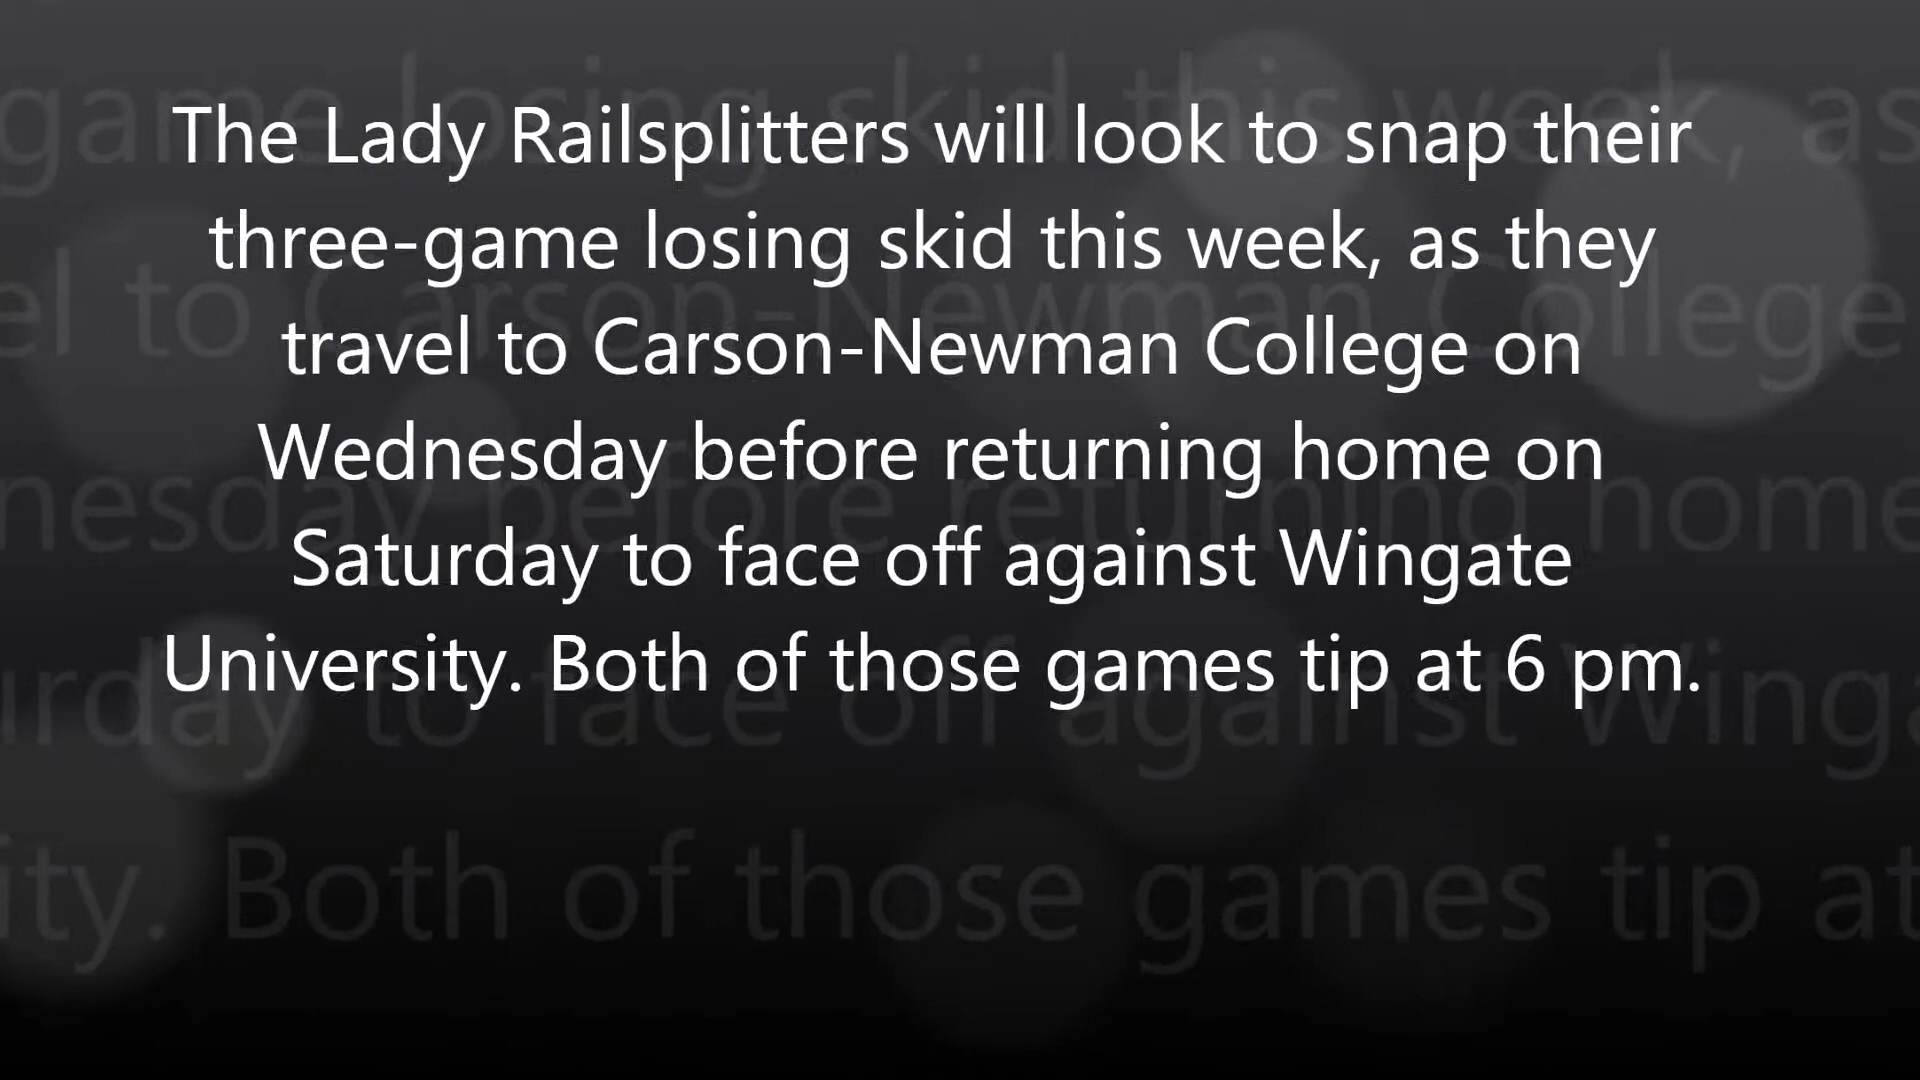 The Lady Railsplitters will look to snap their
three-game losing skid this week, as they
travel to Carson-Newman College on
Wednesday before returning home on
Saturday to face off against Wingate
University. Both of those games tip at 6 pm.